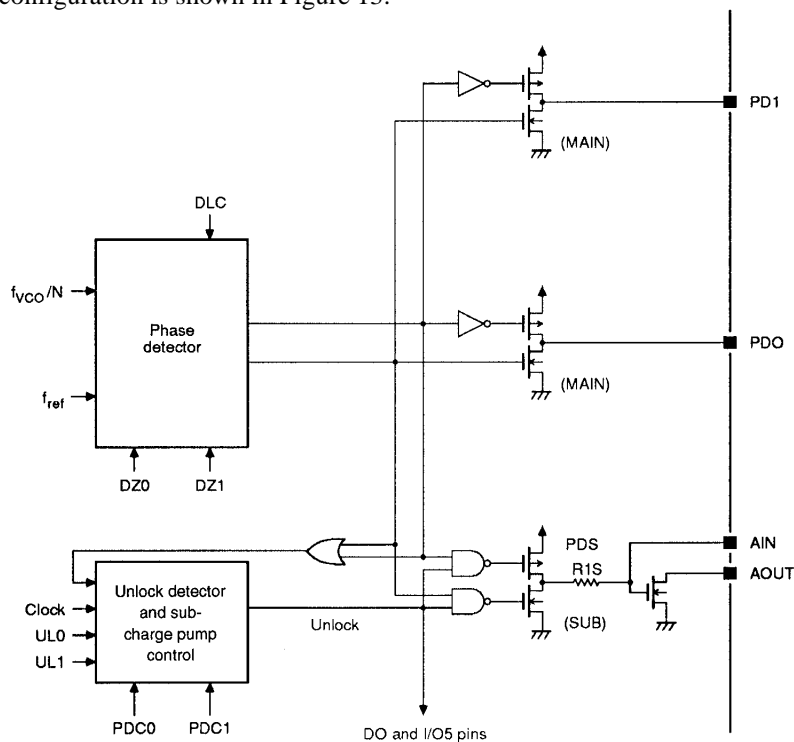 configuration is shown in Figure 13.
PD1
(MAIN)
DLC
fVCO/N
Phase
detector
PDO
(MAIN)
fref
DZ0 DZ1
PDS
R1S
AIN
AOUT
(SUB)
Clock
UL0
UL1
Unlock detector
and sub-
charge pump
control
Unlock
PDC0 PDC1
DO and I/O5 pins